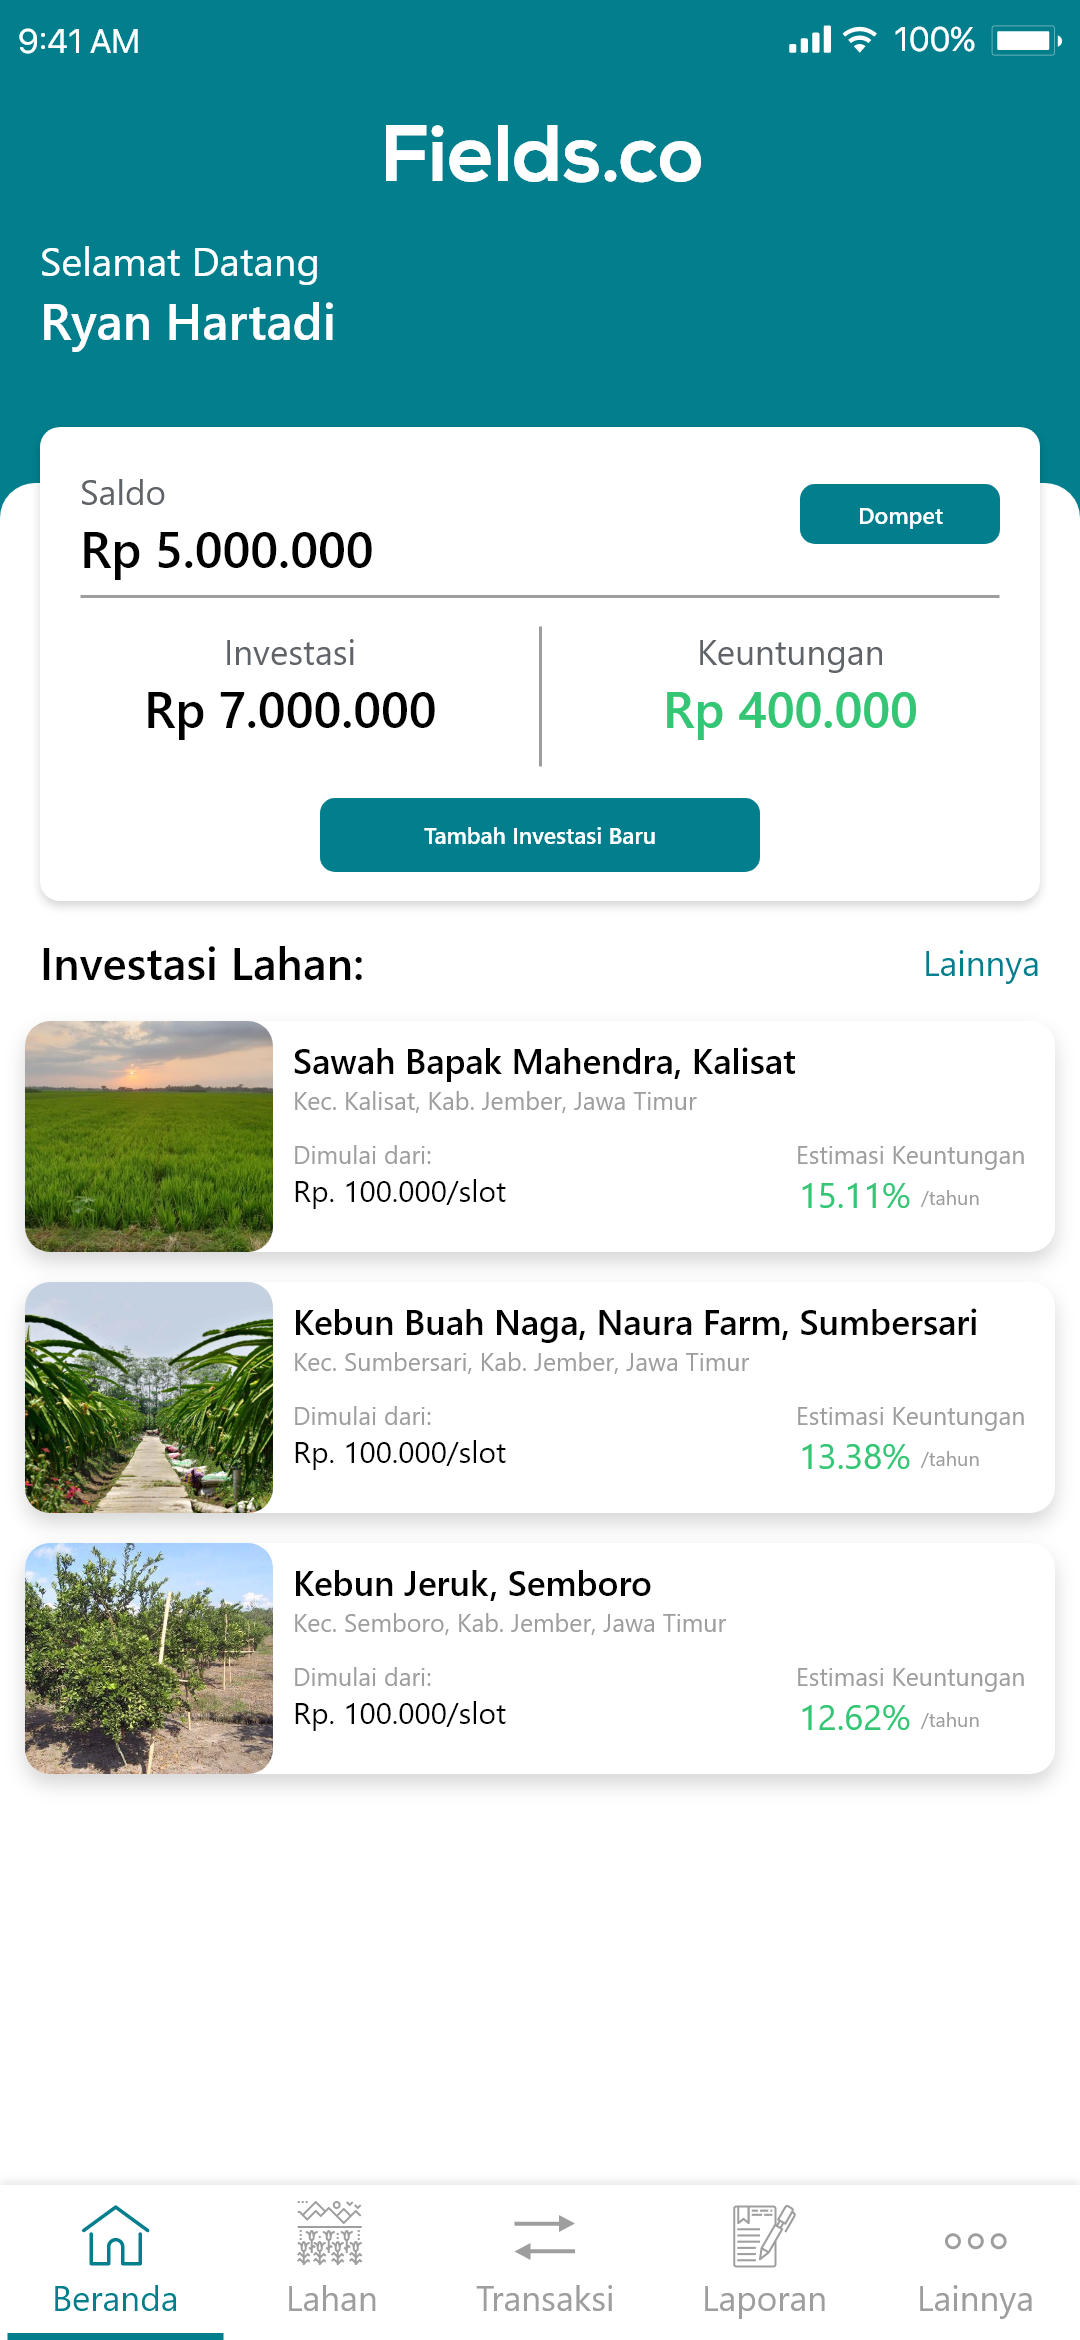 9:41 AM
100%
Fields.co
Selamat Datang
Ryan Hartadi
Saldo
Rp 5.000.000
Dompet
Investasi
Keuntungan
Rp 7.000.000
Rp 400.000
Tambah Investasi Baru
Investasi Lahan:
Lainnya
Sawah Bapak Mahendra, Kalisat
Kec. Kalisat, Kab. Jember, Jawa Timur
Dimulai dari:
Estimasi Keuntungan
Rp. 100.000/slot
15.11% /tahun
Kebun Buah Naga, Naura Farm, Sumbersari
Kec. Sumbersari, Kab. Jember, Jawa Timur
Dimulai dari:
Estimasi Keuntungan
Rp. 100.000/slot
13.38% /tahun
Kebun Jeruk, Semboro
Kec. Semboro, Kab. Jember, Jawa Timur
Dimulai dari:
Estimasi Keuntungan
Rp. 100.000/slot
12.62% /tahun
Beranda
Lahan
Transaksi
Laporan
Lainnya